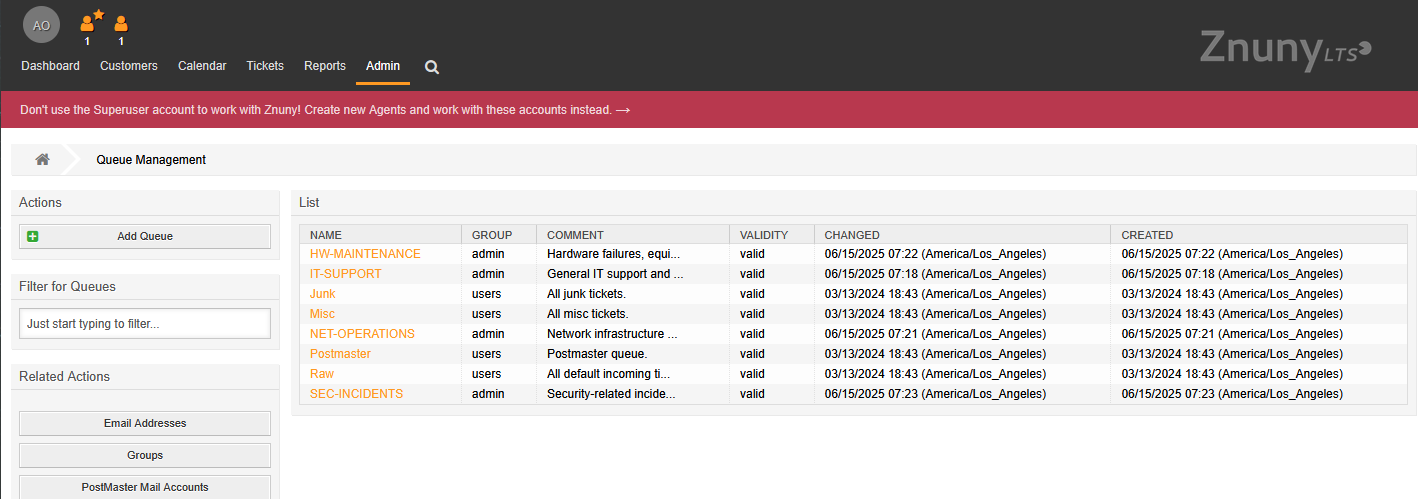 AO
1 1
Dashboard Customers Calendar Tickets Reports Admin
Znuny LTS
Don't use the Superuser account to work with Znuny! Create new Agents and work with these accounts instead. →
Queue Management
Actions
Add Queue
Filter for Queues
Just start typing to filter...
Related Actions
Email Addresses
Groups
PostMaster Mail Accounts
List
NAME GROUP COMMENT VALIDITY CHANGED CREATED
HW-MAINTENANCE admin Hardware failures, equi... valid 06/15/2025 07:22 (America/Los_Angeles) 06/15/2025 07:22 (America/Los_Angeles)
IT-SUPPORT admin General IT support and ... valid 06/15/2025 07:18 (America/Los_Angeles) 06/15/2025 07:18 (America/Los_Angeles)
Junk users All junk tickets. valid 03/13/2024 18:43 (America/Los_Angeles) 03/13/2024 18:43 (America/Los_Angeles)
Misc users All misc tickets. valid 03/13/2024 18:43 (America/Los_Angeles) 03/13/2024 18:43 (America/Los_Angeles)
NET-OPERATIONS admin Network infrastructure ... valid 06/15/2025 07:21 (America/Los_Angeles) 06/15/2025 07:21 (America/Los_Angeles)
Postmaster users Postmaster queue. valid 03/13/2024 18:43 (America/Los_Angeles) 03/13/2024 18:43 (America/Los_Angeles)
Raw users All default incoming ti... valid 03/13/2024 18:43 (America/Los_Angeles) 03/13/2024 18:43 (America/Los_Angeles)
SEC-INCIDENTS admin Security-related incide... valid 06/15/2025 07:23 (America/Los_Angeles) 06/15/2025 07:23 (America/Los_Angeles)